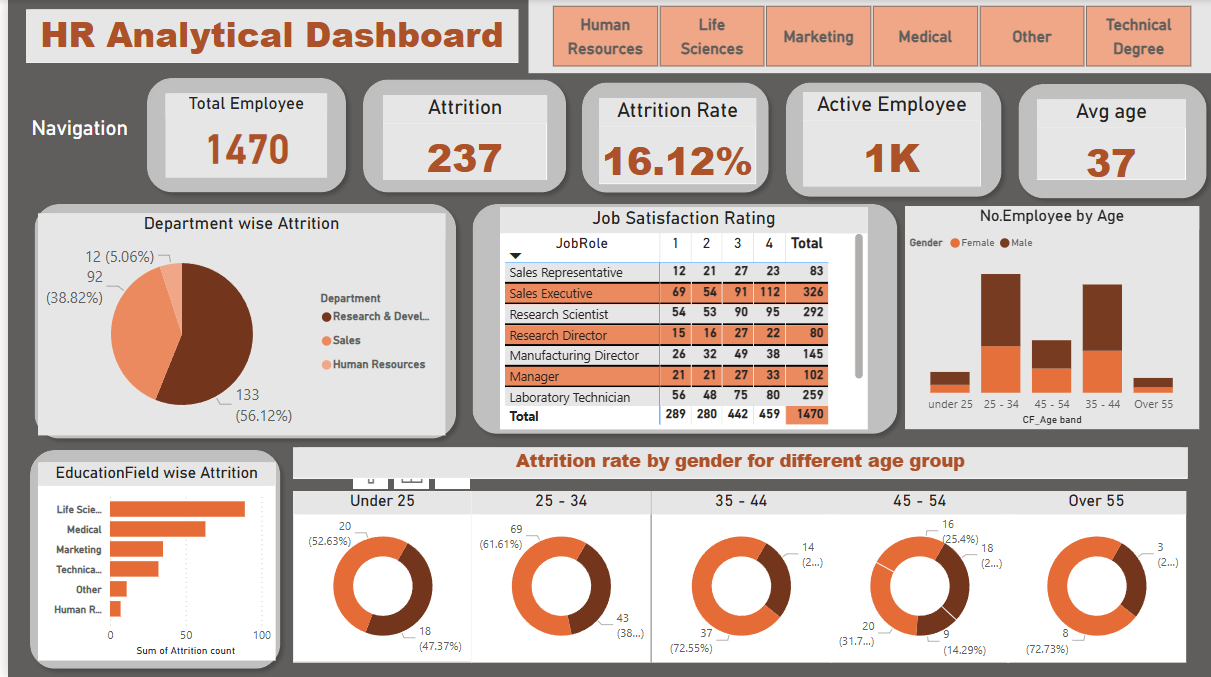 HR Analytical Dashboard
Human
Resources
Life
Sciences
Marketing
Medical
Other
Technical
Degree
Navigation
Total Employee
1470
Attrition
237
Attrition Rate
16.12%
Active Employee
1K
Avg age
37
Department wise Attrition
12 (5.06%)
92
(38.82%)
133
(56.12%)
Department
Research & Devel...
Sales
Human Resources
Job Satisfaction Rating
JobRole 1 2 3 4 Total
Sales Representative 12 21 27 23 83
Sales Executive 69 54 91 112 326
Research Scientist 54 53 90 95 292
Research Director 15 16 27 22 80
Manufacturing Director 26 32 49 38 145
Manager 21 21 27 33 102
Laboratory Technician 56 48 75 80 259
Total 289 280 442 459 1470
No.Employee by Age
Gender Female Male
under 25 25 - 34 45 - 54 35 - 44 Over 55
CF_Age band
EducationField wise Attrition
Life Scie...
Medical
Marketing
Technica...
Other
Human R...
0 50 100
Sum of Attrition count
Attrition rate by gender for different age group
Under 25
20
(52.63%)
18
(47.37%)
25 - 34
69
(61.61%)
43
(38...)
35 - 44
14
(2...)
37
(72.55%)
45 - 54
16
(25.4%)
18
(2...)
20
(31.7...)
9
(14.29%)
Over 55
3
(2...)
8
(72.73%)